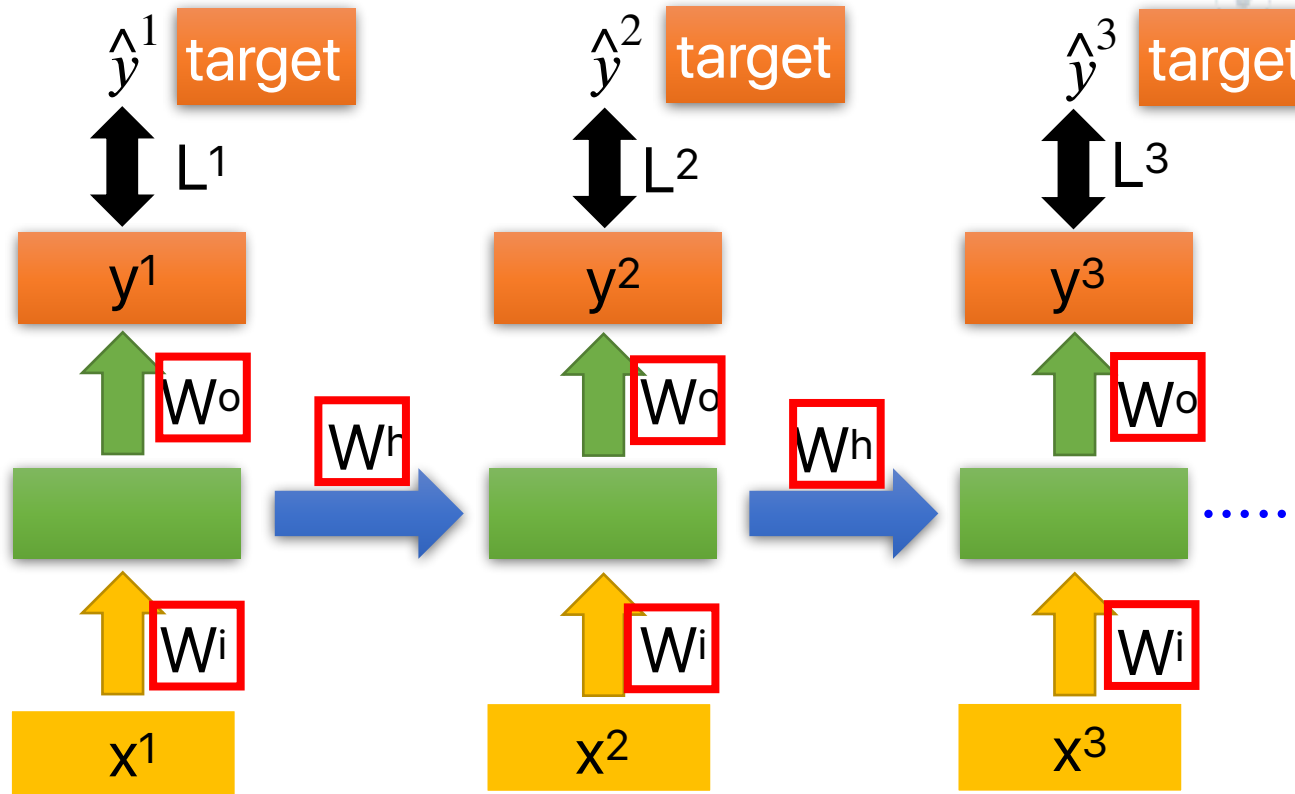 ŷ¹ target ŷ² target ŷ³ target
L¹ L² L³
y¹ y² y³
Wᵒ Wᵒ Wᵒ
Wʰ Wʰ
Wⁱ Wⁱ Wⁱ
x¹ x² x³